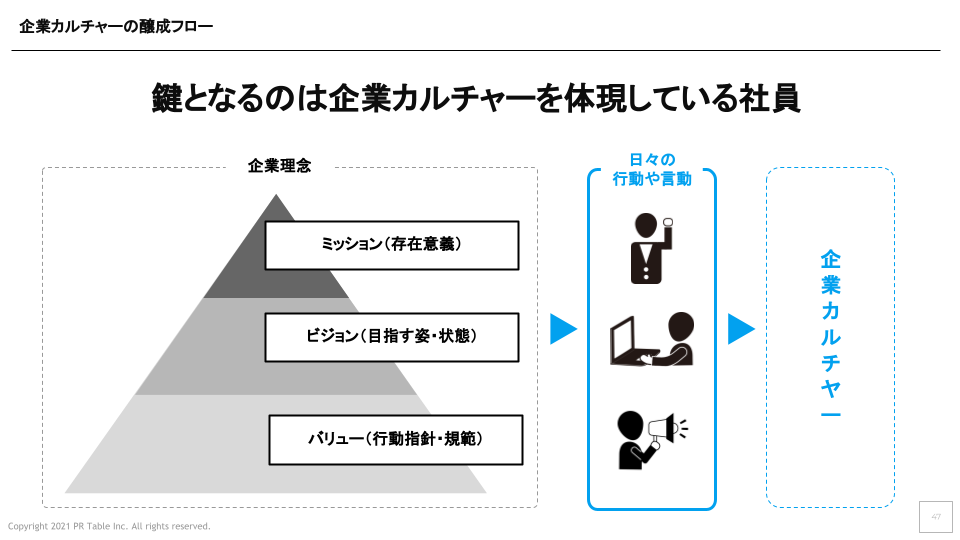 企業カルチャーの醸成フロー
鍵となるのは企業カルチャーを体現している社員
企業理念
ミッション（存在意義）
ビジョン（目指す姿・状態）
バリュー（行動指針・規範）
日々の
行動や言動
企業カルチャー
Copyright 2021 PR Table Inc. All rights reserved.
47